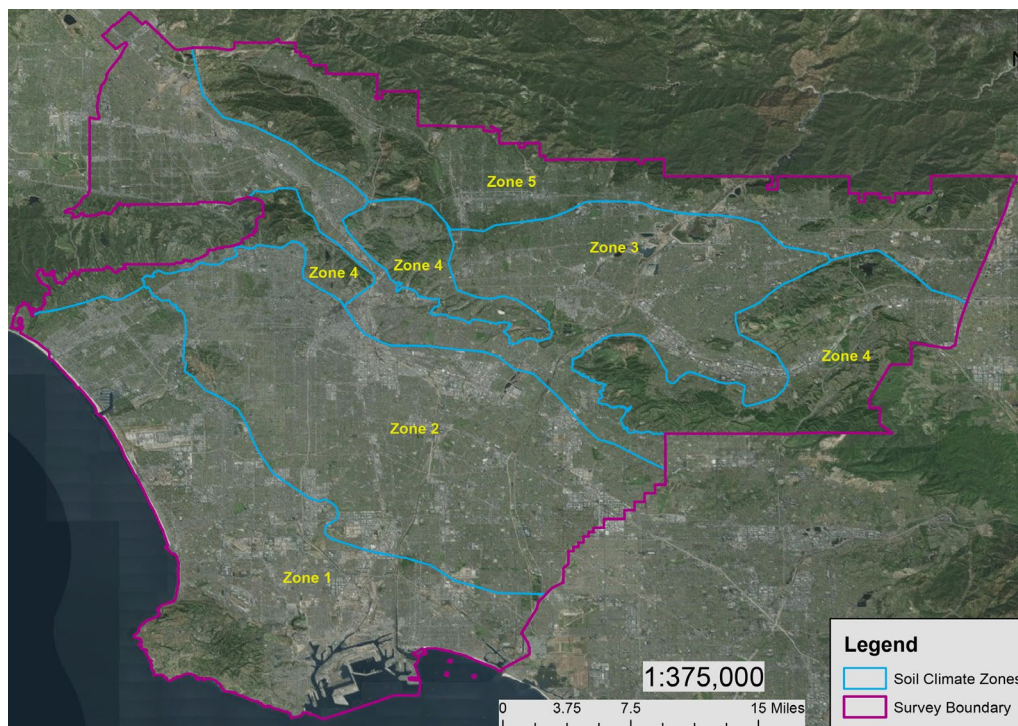 N
Zone 5
Zone 3
Zone 4
Zone 4
Zone 4
Zone 2
Zone 1
Legend
Soil Climate Zones
Survey Boundary
1:375,000
0 3.75 7.5 15 Miles